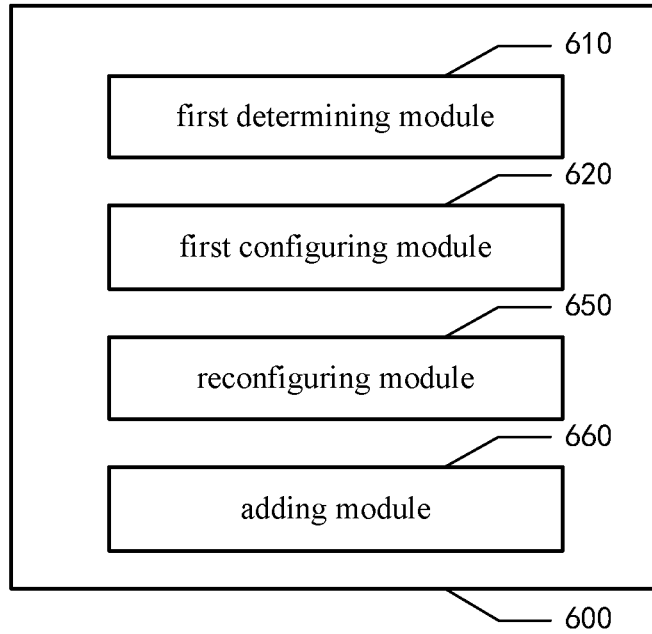 610
first determining module
620
first configuring module
650
reconfiguring module
660
adding module
600